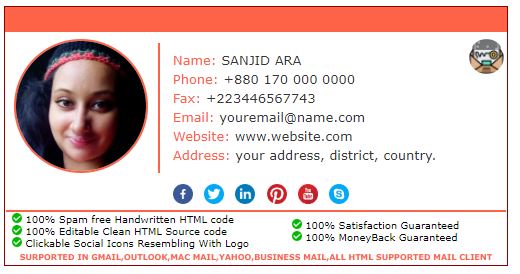 Name: SANJID ARA
Phone: +880 170 000 0000
Fax: +223446567743
Email: youremail@name.com
Website: www.website.com
Address: your address, district, country.
100% Spam free Handwritten HTML code
100% Editable Clean HTML Source code
Clickable Social Icons Resembling With Logo
100% Satisfaction Guaranteed
100% MoneyBack Guaranteed
SURPORTED IN GMAIL,OUTLOOK,MAC MAIL,YAHOO,BUSINESS MAIL,ALL HTML SUPPORTED MAIL CLIENT